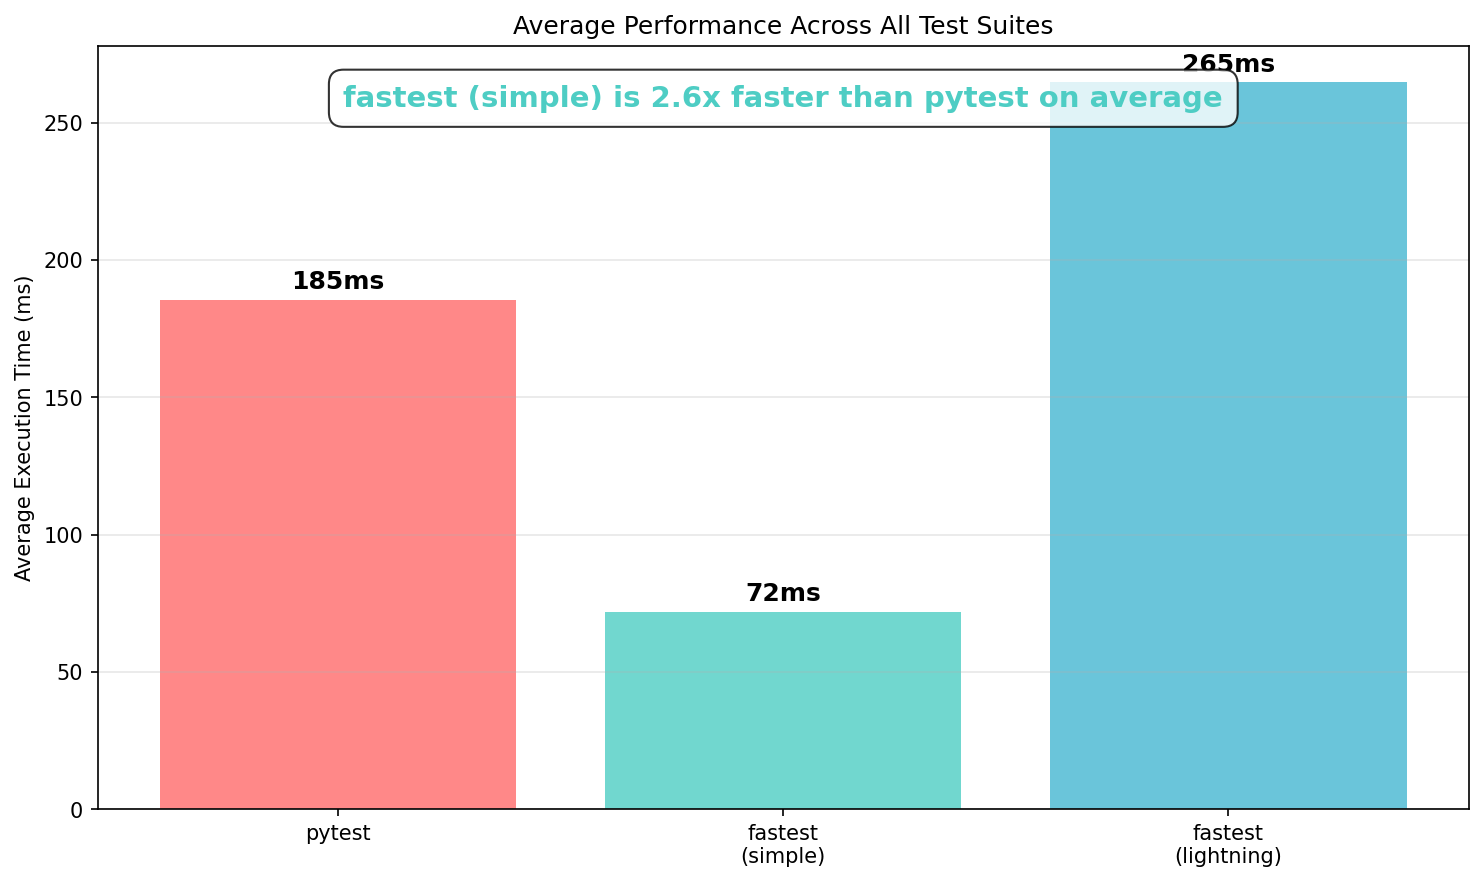 Average Performance Across All Test Suites
265ms
fastest (simple) is 2.6x faster than pytest on average
250
200
185ms
150
Average Execution Time (ms)
100
72ms
50
0
pytest
fastest
(simple)
fastest
(lightning)